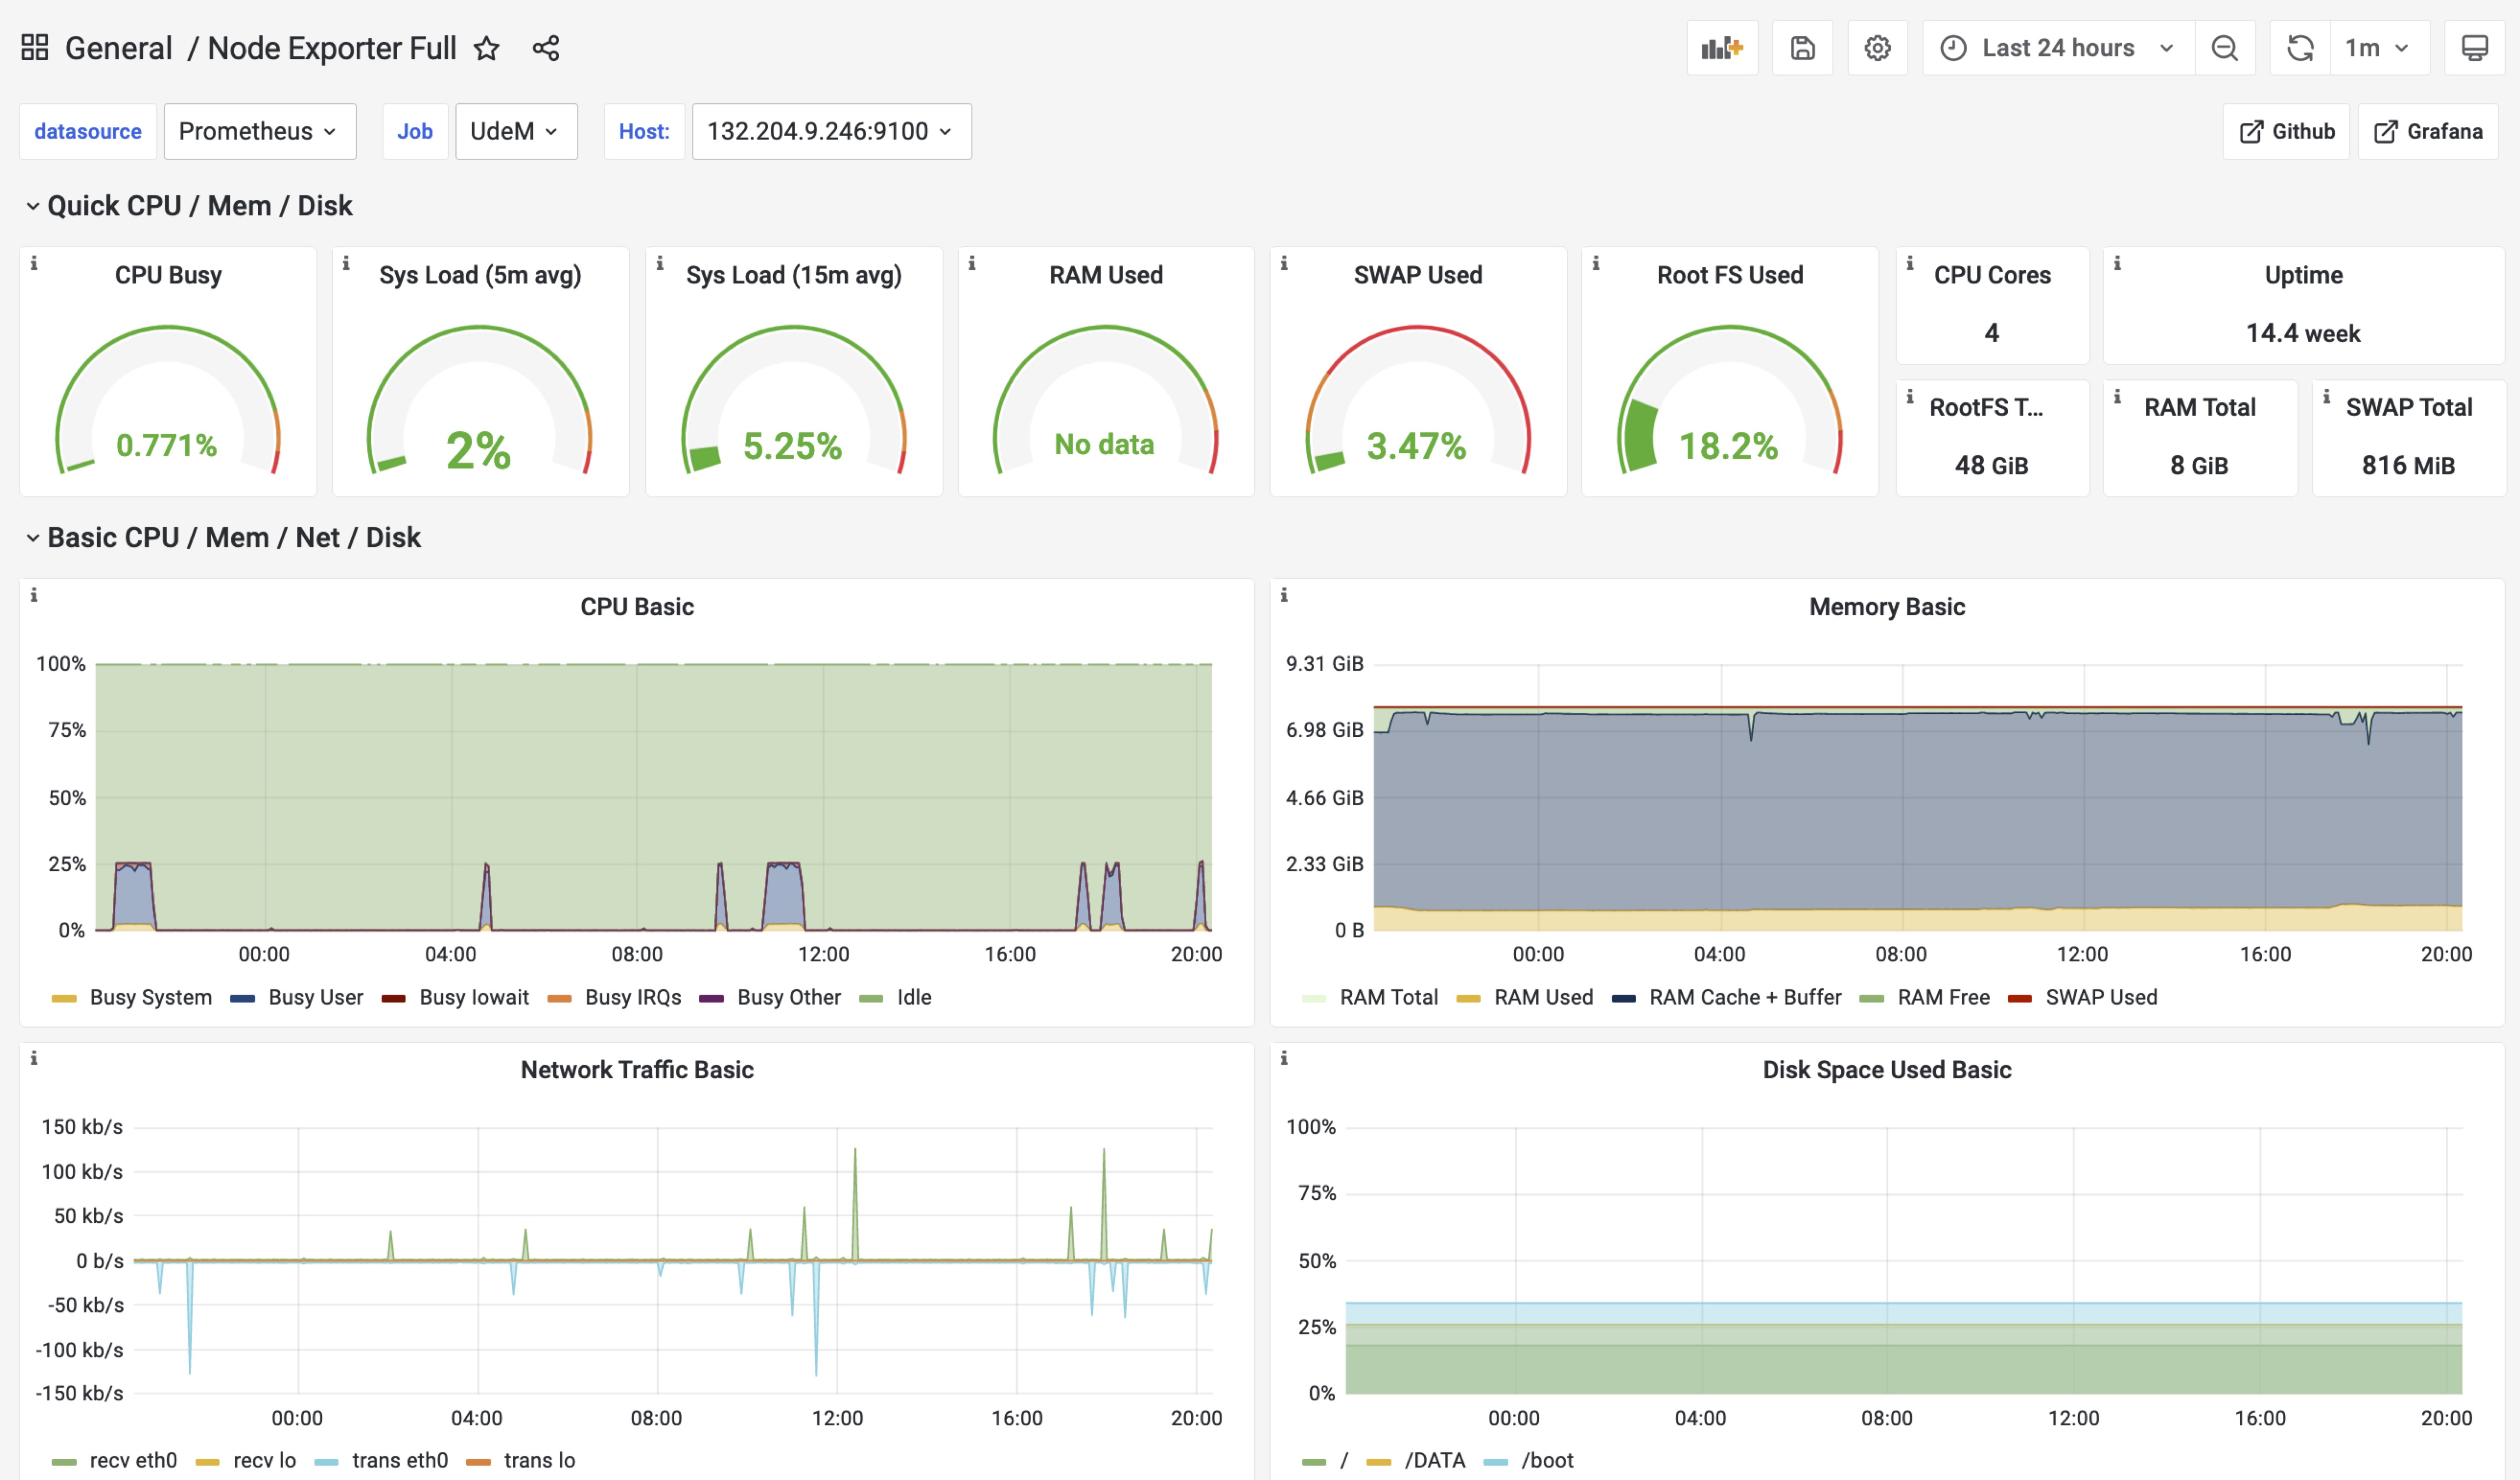 General / Node Exporter Full
Last 24 hours
1m
datasource Prometheus Job UdeM Host: 132.204.9.246:9100
Github Grafana
Quick CPU / Mem / Disk
CPU Busy
0.771%
Sys Load (5m avg)
2%
Sys Load (15m avg)
5.25%
RAM Used
No data
SWAP Used
3.47%
Root FS Used
18.2%
CPU Cores
4
Uptime
14.4 week
RootFS T...
48 GiB
RAM Total
8 GiB
SWAP Total
816 MiB
Basic CPU / Mem / Net / Disk
CPU Basic
100%
75%
50%
25%
0%
00:00 04:00 08:00 12:00 16:00 20:00
Busy System Busy User Busy Iowait Busy IRQs Busy Other Idle
Memory Basic
9.31 GiB
6.98 GiB
4.66 GiB
2.33 GiB
0 B
00:00 04:00 08:00 12:00 16:00 20:00
RAM Total RAM Used RAM Cache + Buffer RAM Free SWAP Used
Network Traffic Basic
150 kb/s
100 kb/s
50 kb/s
0 b/s
-50 kb/s
-100 kb/s
-150 kb/s
00:00 04:00 08:00 12:00 16:00 20:00
recv eth0 recv lo trans eth0 trans lo
Disk Space Used Basic
100%
75%
50%
25%
0%
00:00 04:00 08:00 12:00 16:00 20:00
/ /DATA /boot